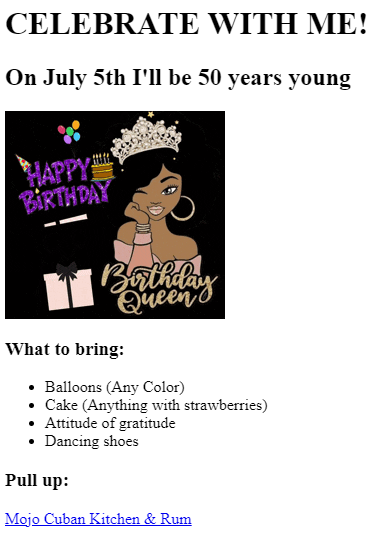 CELEBRATE WITH ME!
On July 5th I'll be 50 years young
HAPPY
BIRTHDAY
Birthday
Queen
What to bring:
Balloons (Any Color)
Cake (Anything with strawberries)
Attitude of gratitude
Dancing shoes
Pull up:
Mojo Cuban Kitchen & Rum